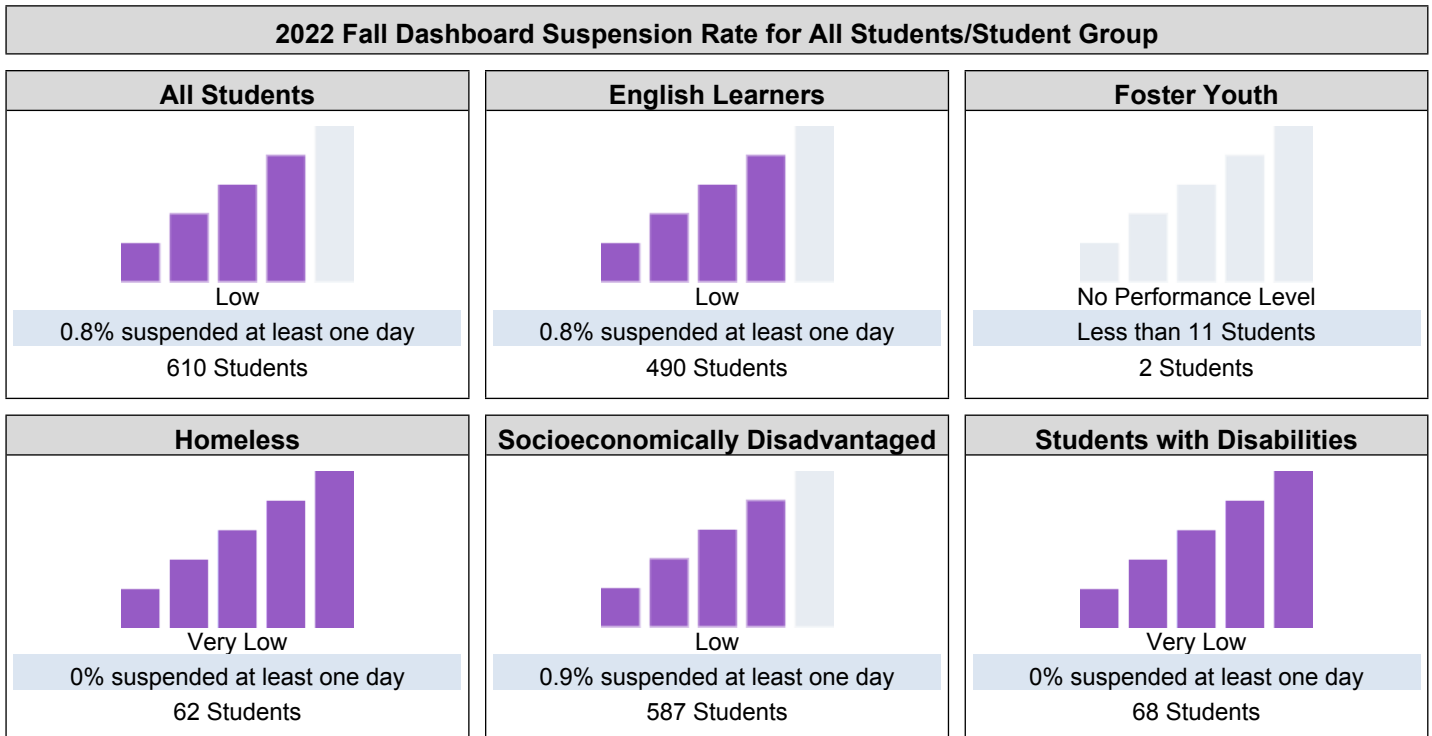 2022 Fall Dashboard Suspension Rate for All Students/Student Group
All Students
Low
0.8% suspended at least one day
610 Students
English Learners
Low
0.8% suspended at least one day
490 Students
Foster Youth
No Performance Level
Less than 11 Students
2 Students
Homeless
Very Low
0% suspended at least one day
62 Students
Socioeconomically Disadvantaged
Low
0.9% suspended at least one day
587 Students
Students with Disabilities
Very Low
0% suspended at least one day
68 Students